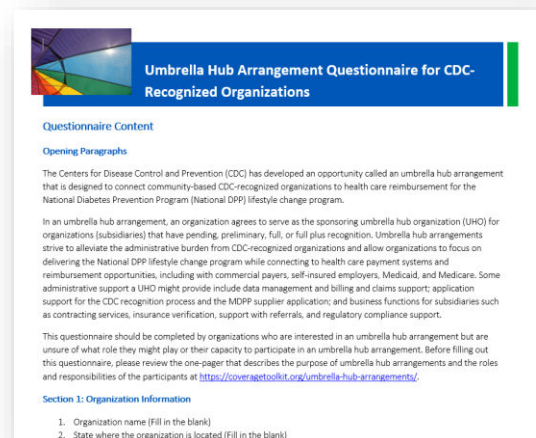 Umbrella Hub Arrangement Questionnaire for CDC-
Recognized Organizations
Questionnaire Content
Opening Paragraphs
The Centers for Disease Control and Prevention (CDC) has developed an opportunity called an umbrella hub arrangement
that is designed to connect community-based CDC-recognized organizations to health care reimbursement for the
National Diabetes Prevention Program (National DPP) lifestyle change program.
In an umbrella hub arrangement, an organization agrees to serve as the sponsoring umbrella hub organization (UHO) for
organizations (subsidiaries) that have pending, preliminary, full, or full plus recognition. Umbrella hub arrangements
strive to alleviate the administrative burden from CDC-recognized organizations and allow organizations to focus on
delivering the National DPP lifestyle change program while connecting to health care payment systems and
reimbursement opportunities, including with commercial payers, self-insured employers, Medicaid, and Medicare. Some
administrative support a UHO might provide include data management and billing and claims support; application
support for the CDC recognition process and the MDPP supplier application; and business functions for subsidiaries such
as contracting services, insurance verification, support with referrals, and regulatory compliance support.
This questionnaire should be completed by organizations who are interested in an umbrella hub arrangement but are
unsure of what role they might play or their capacity to participate in an umbrella hub arrangement. Before filling out
this questionnaire, please review the one-pager that describes the purpose of umbrella hub arrangements and the roles
and responsibilities of the participants at https://coveragetoolkit.org/umbrella-hub-arrangements/.
Section 1: Organization Information
1. Organization name (Fill in the blank)
2. State where the organization is located (Fill in the blank)